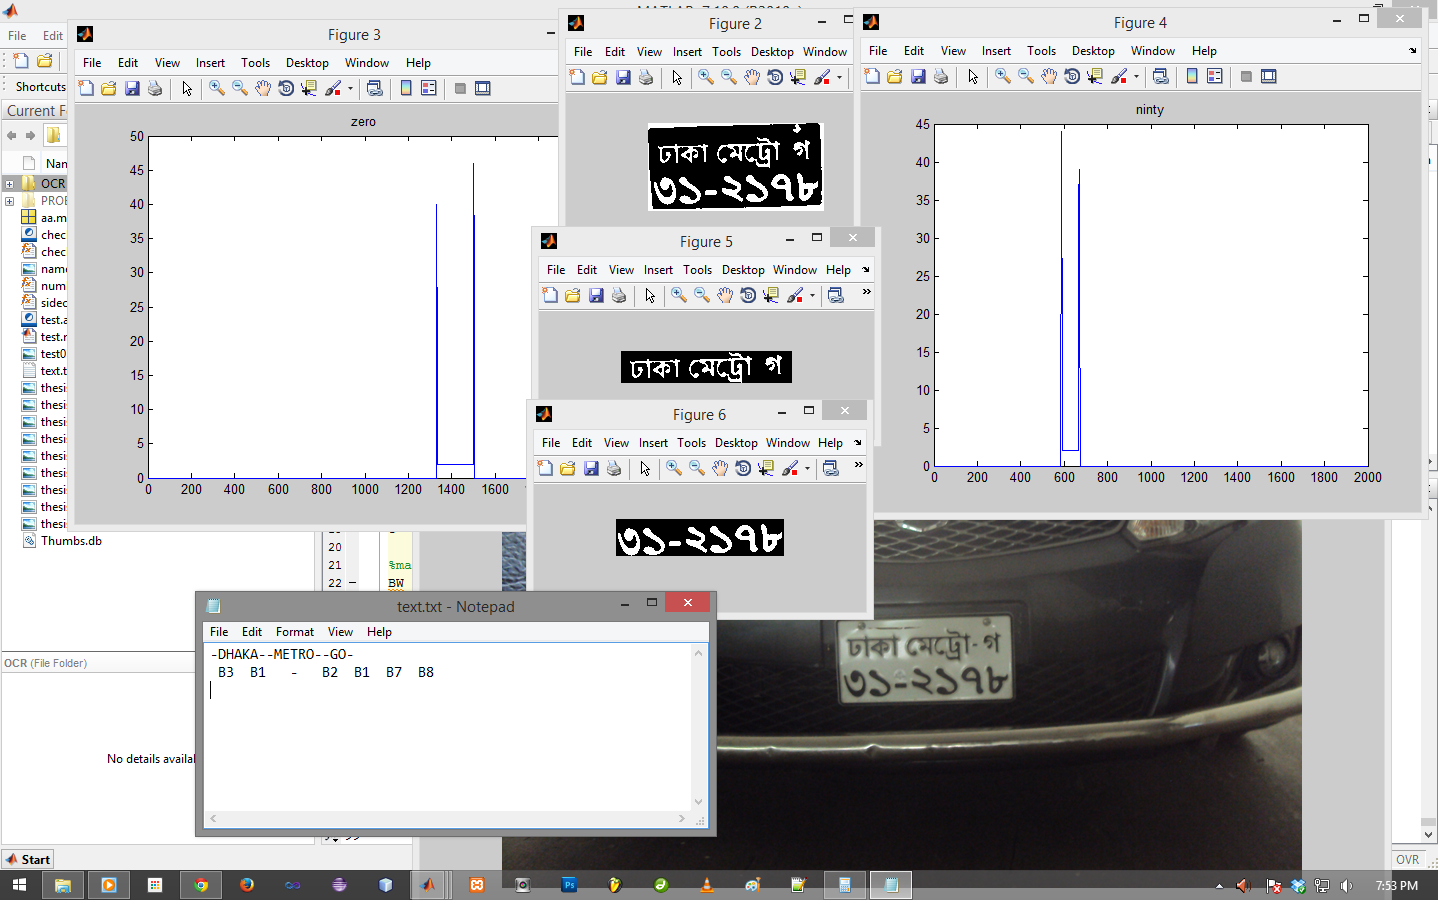 MATLAB 7.10.0 (R2010a)
File Edit
Shortcuts
Current F
Nan
OCR
PROE
aa.m
chec
chec
name
num
sidec
test.a
test.r
test0
text.t
thesi
thesi
thesi
thesi
thesi
thesi
thesi
thesi
thesi
Thumbs.db
OCR (File Folder)
No details availal
Start
OVR
Figure 3
File Edit View Insert Tools Desktop Window Help
zero
50
45
40
35
30
25
20
15
10
5
0
0 200 400 600 800 1000 1200 1400 1600
Figure 2
File Edit View Insert Tools Desktop Window
ঢাকা মেট্রো গ
৩১-২১৭৮
Figure 4
File Edit View Insert Tools Desktop Window Help
ninty
45
40
35
30
25
20
15
10
5
0
0 200 400 600 800 1000 1200 1400 1600 1800 2000
Figure 5
File Edit View Insert Tools Desktop Window Help
ঢাকা মেট্রো গ
Figure 6
File Edit View Insert Tools Desktop Window Help
৩১-২১৭৮
20
21 %ma
22 – BW
text.txt - Notepad
File Edit Format View Help
-DHAKA--METRO--GO-
B3 B1 - B2 B1 B7 B8
ঢাকা মেট্রো-গ
৩১-২১৭৮
7:53 PM